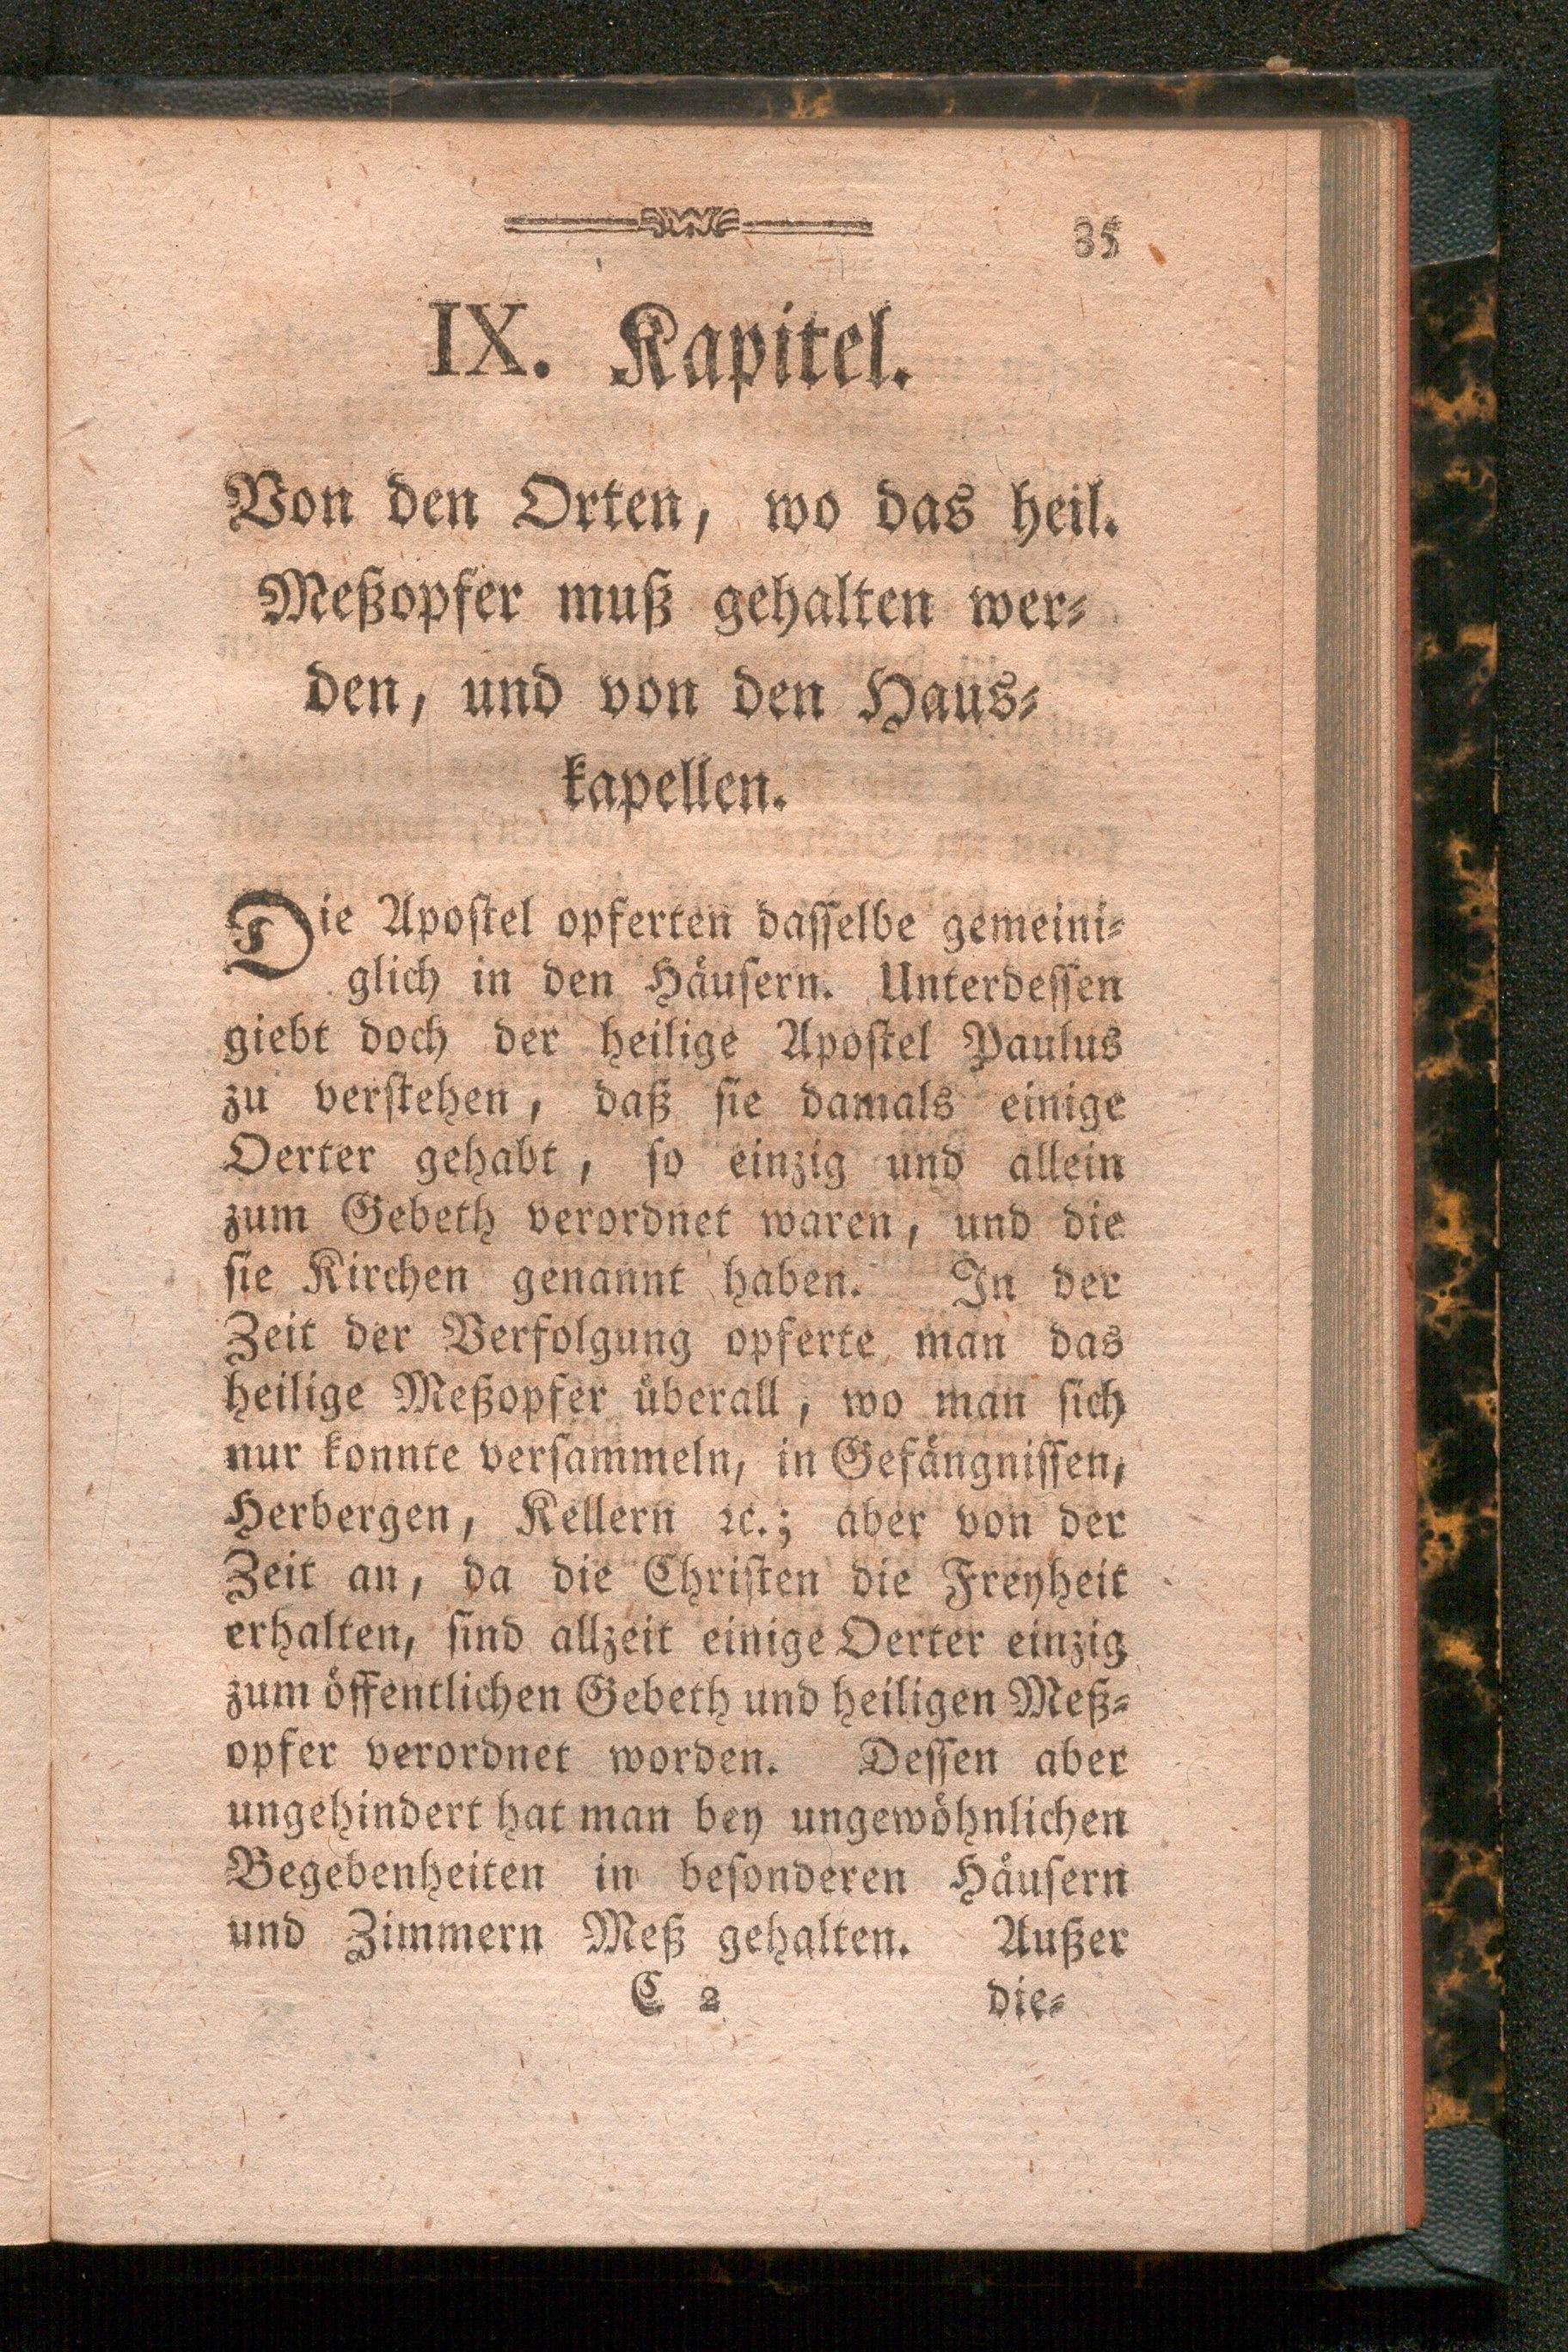 35
IX. Kapitel.
Von den Orten, wo das heil.
Meßopfer muß gehalten wer-
den, und von den Haus-
kapellen.
Die Apostel opferten dasselbe gemeini-
glich in den Häusern. Unterdessen
giebt doch der heilige Apostel Paulus
zu verstehen, daß sie damals einige
Oerter gehabt, so einzig und allein
zum Gebeth verordnet waren, und die
sie Kirchen genannt haben. In der
Zeit der Verfolgung opferte man das
heilige Meßopfer überall, wo man sich
nur konnte versammeln, in Gefängnissen,
Herbergen, Kellern ꝛc.; aber von der
Zeit an, da die Christen die Freyheit
erhalten, sind allzeit einige Oerter einzig
zum öffentlichen Gebeth und heiligen Meß-
opfer verordnet worden. Dessen aber
ungehindert hat man bey ungewöhnlichen
Begebenheiten in besonderen Häusern
und Zimmern Meß gehalten. Außer
C 2 die-